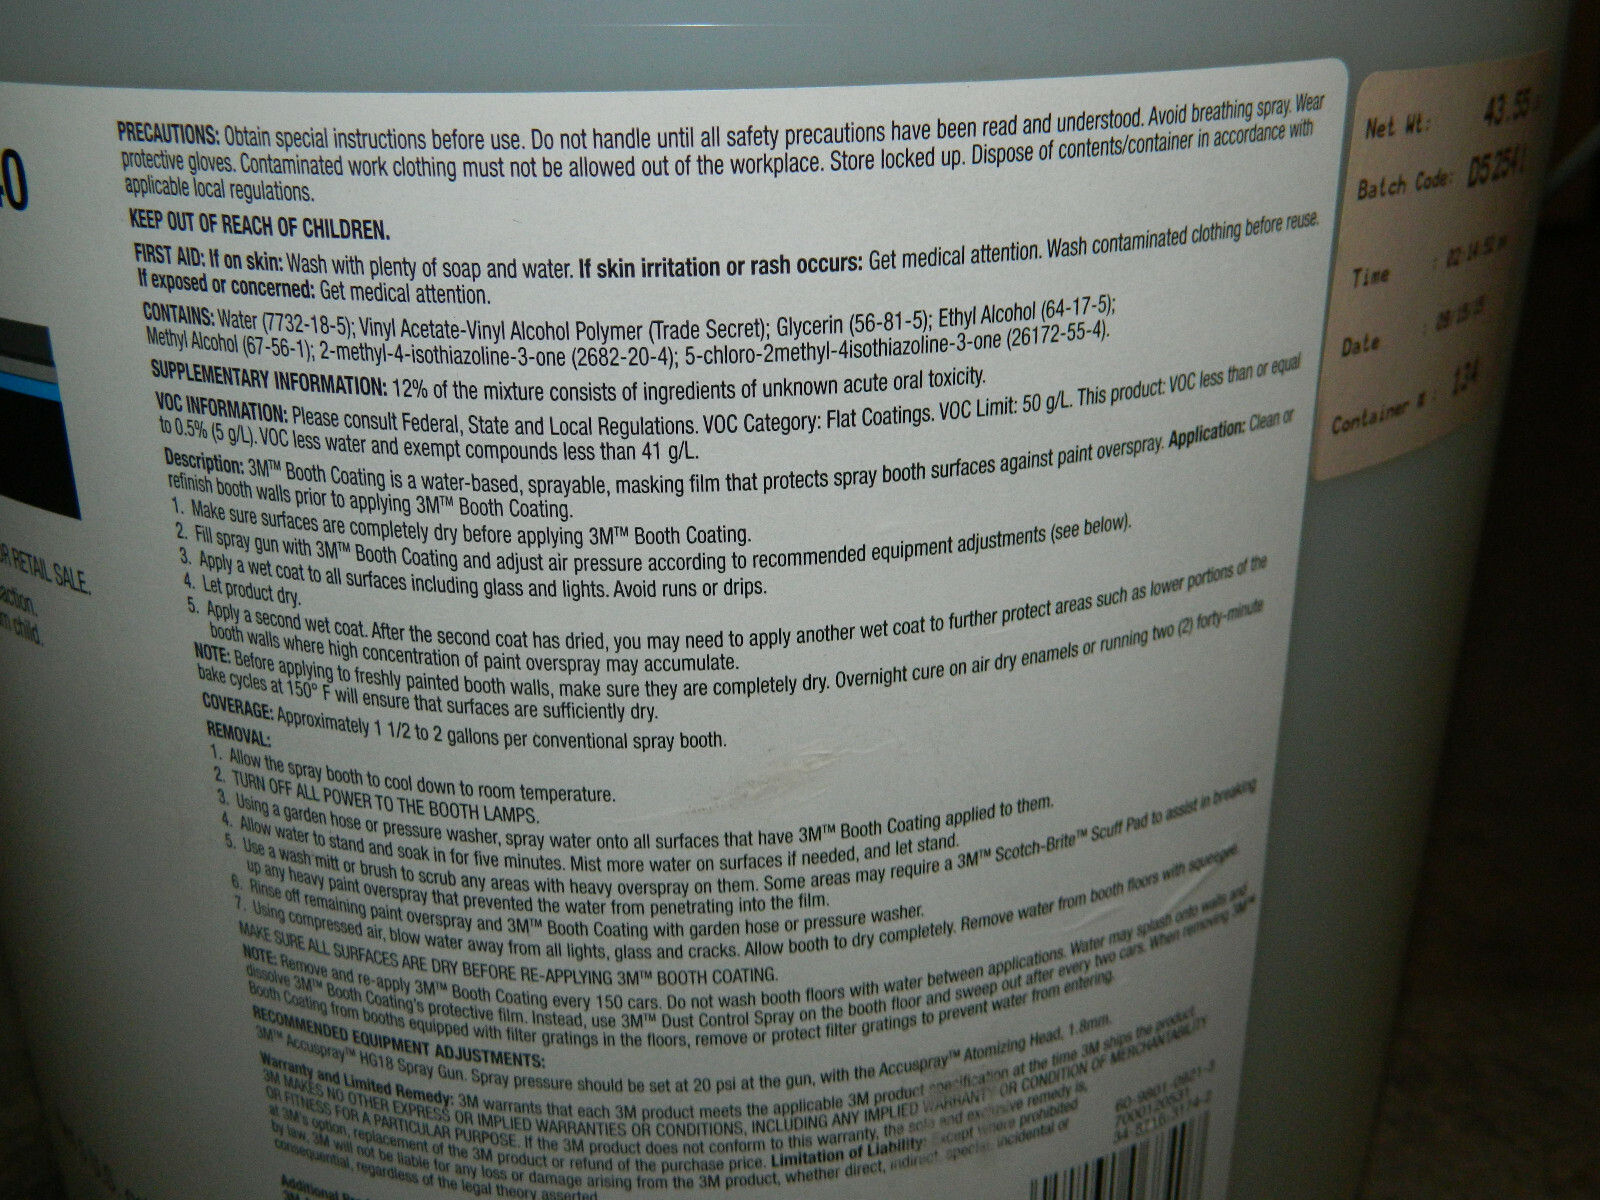 PRECAUTIONS: Obtain special instructions before use. Do not handle until all safety precautions have been read and understood. Avoid breathing spray. Wear
protective gloves. Contaminated work clothing must not be allowed out of the workplace. Store locked up. Dispose of contents/container in accordance with
applicable local regulations.
KEEP OUT OF REACH OF CHILDREN.
FIRST AID: If on skin: Wash with plenty of soap and water. If skin irritation or rash occurs: Get medical attention. Wash contaminated clothing before reuse.
If exposed or concerned: Get medical attention.
CONTAINS: Water (7732-18-5); Vinyl Acetate-Vinyl Alcohol Polymer (Trade Secret); Glycerin (56-81-5); Ethyl Alcohol (64-17-5);
Methyl Alcohol (67-56-1); 2-methyl-4-isothiazoline-3-one (2682-20-4); 5-chloro-2methyl-4isothiazoline-3-one (26172-55-4).
SUPPLEMENTARY INFORMATION: 12% of the mixture consists of ingredients of unknown acute oral toxicity.
VOC INFORMATION: Please consult Federal, State and Local Regulations. VOC Category: Flat Coatings. VOC Limit: 50 g/L. This product: VOC less than or equal
to 0.5% (5 g/L). VOC less water and exempt compounds less than 41 g/L.
Description: 3M™ Booth Coating is a water-based, sprayable, masking film that protects spray booth surfaces against paint overspray. Application: Clean or
refinish booth walls prior to applying 3M™ Booth Coating.
1. Make sure surfaces are completely dry before applying 3M™ Booth Coating.
2. Fill spray gun with 3M™ Booth Coating and adjust air pressure according to recommended equipment adjustments (see below).
3. Apply a wet coat to all surfaces including glass and lights. Avoid runs or drips.
4. Let product dry.
5. Apply a second wet coat. After the second coat has dried, you may need to apply another wet coat to further protect areas such as lower portions of the
booth walls where high concentration of paint overspray may accumulate.
NOTE: Before applying to freshly painted booth walls, make sure they are completely dry. Overnight cure on air dry enamels or running two (2) forty-minute
bake cycles at 150° F will ensure that surfaces are sufficiently dry.
COVERAGE: Approximately 1 1/2 to 2 gallons per conventional spray booth.
REMOVAL:
1. Allow the spray booth to cool down to room temperature.
2. TURN OFF ALL POWER TO THE BOOTH LAMPS.
3. Using a garden hose or pressure washer, spray water onto all surfaces that have 3M™ Booth Coating applied to them.
4. Allow water to stand and soak in for five minutes. Mist more water on surfaces if needed, and let stand.
5. Use a wash mitt or brush to scrub any areas with heavy overspray on them. Some areas may require a 3M™ Scotch-Brite™ Scuff Pad to assist in breaking
up any heavy paint overspray that prevented the water from penetrating into the film.
6. Rinse off remaining paint overspray and 3M™ Booth Coating with garden hose or pressure washer.
7. Using compressed air, blow water away from all lights, glass and cracks. Allow booth to dry completely. Remove water from booth floors with squeegee.
MAKE SURE ALL SURFACES ARE DRY BEFORE RE-APPLYING 3M™ BOOTH COATING.
NOTE: Remove and re-apply 3M™ Booth Coating every 150 cars. Do not wash booth floors with water between applications. Water may splash onto walls and
dissolve 3M™ Booth Coating's protective film. Instead, use 3M™ Dust Control Spray on the booth floor and sweep out after every two cars. When removing 3M™
Booth Coating from booths equipped with filter gratings in the floors, remove or protect filter gratings to prevent water from entering.
RECOMMENDED EQUIPMENT ADJUSTMENTS:
3M™ Accuspray™ HG18 Spray Gun. Spray pressure should be set at 20 psi at the gun, with the Accuspray™ Atomizing Head, 1.8mm.
Warranty and Limited Remedy: 3M warrants that each 3M product meets the applicable 3M product specification at the time 3M ships the product.
3M MAKES NO OTHER EXPRESS OR IMPLIED WARRANTIES OR CONDITIONS, INCLUDING ANY IMPLIED WARRANTY OR CONDITION OF MERCHANTABILITY
OR FITNESS FOR A PARTICULAR PURPOSE. If the 3M product does not conform to this warranty, the sole and exclusive remedy is,
at 3M's option, replacement of the 3M product or refund of the purchase price. Limitation of Liability: Except where prohibited
by law, 3M will not be liable for any loss or damage arising from the 3M product, whether direct, indirect, special, incidental or
consequential, regardless of the legal theory asserted
Additional
Net Wt: 43.55
Batch Code:
Time
Date
Container #: 134
R RETAIL SALE.
action.
m child.